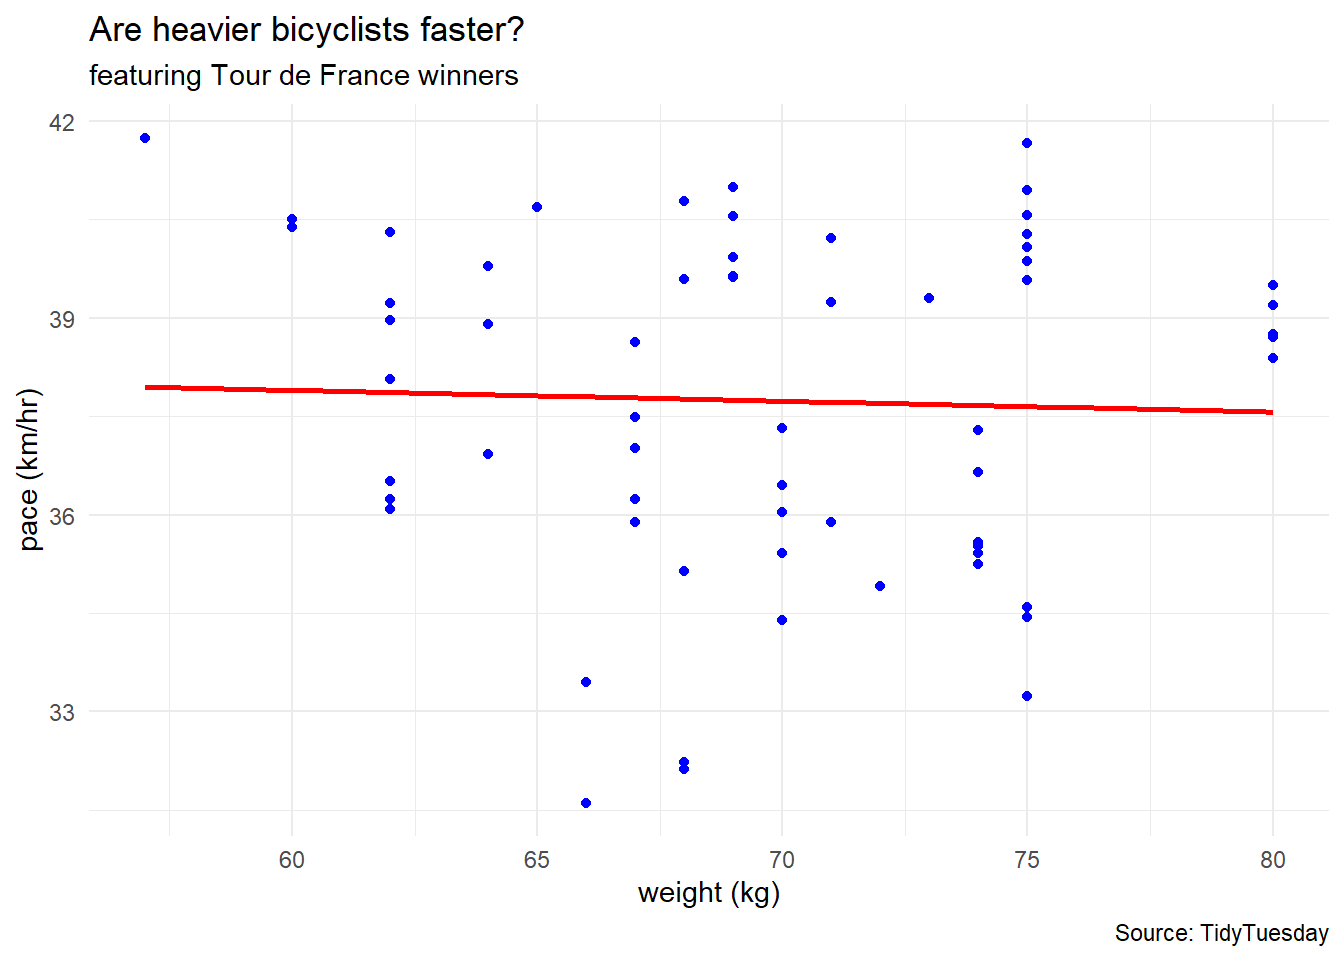 Are heavier bicyclists faster?
featuring Tour de France winners
42
39
36
33
pace (km/hr)
60 65 70 75 80
weight (kg)
Source: TidyTuesday